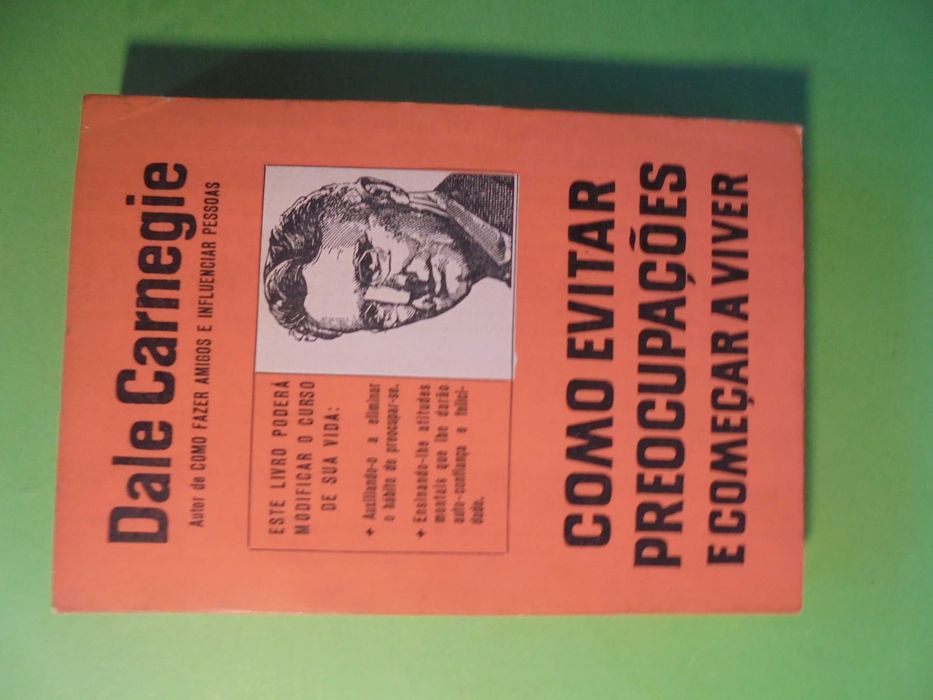 Dale Carnegie
Autor de COMO FAZER AMIGOS E INFLUENCIAR PESSOAS
ESTE LIVRO PODERÁ
MODIFICAR O CURSO
DE SUA VIDA:
+ Auxiliando-o a eliminar
o hábito de preocupar-se.
+ Ensinando-lhe atitudes
mentais que lhe darão
auto-confiança e felici-
dade.
COMO EVITAR
PREOCUPAÇÕES
E COMEÇAR A VIVER